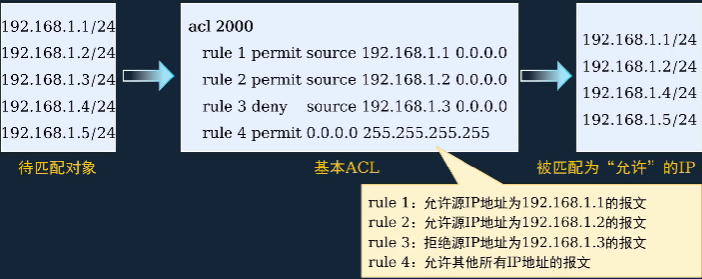 192.168.1.1/24
192.168.1.2/24
192.168.1.3/24
192.168.1.4/24
192.168.1.5/24
待匹配对象
acl 2000
rule 1 permit source 192.168.1.1 0.0.0.0
rule 2 permit source 192.168.1.2 0.0.0.0
rule 3 deny source 192.168.1.3 0.0.0.0
rule 4 permit 0.0.0.0 255.255.255.255
基本ACL
192.168.1.1/24
192.168.1.2/24
192.168.1.4/24
192.168.1.5/24
被匹配为“允许”的IP
rule 1：允许源IP地址为192.168.1.1的报文
rule 2：允许源IP地址为192.168.1.2的报文
rule 3：拒绝源IP地址为192.168.1.3的报文
rule 4：允许其他所有IP地址的报文